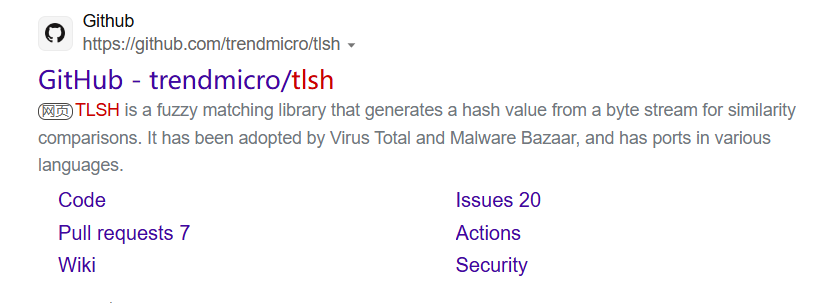 Github
https://github.com/trendmicro/tlsh
GitHub - trendmicro/tlsh
网页 TLSH is a fuzzy matching library that generates a hash value from a byte stream for similarity
comparisons. It has been adopted by Virus Total and Malware Bazaar, and has ports in various
languages.
Code
Issues 20
Pull requests 7
Actions
Wiki
Security